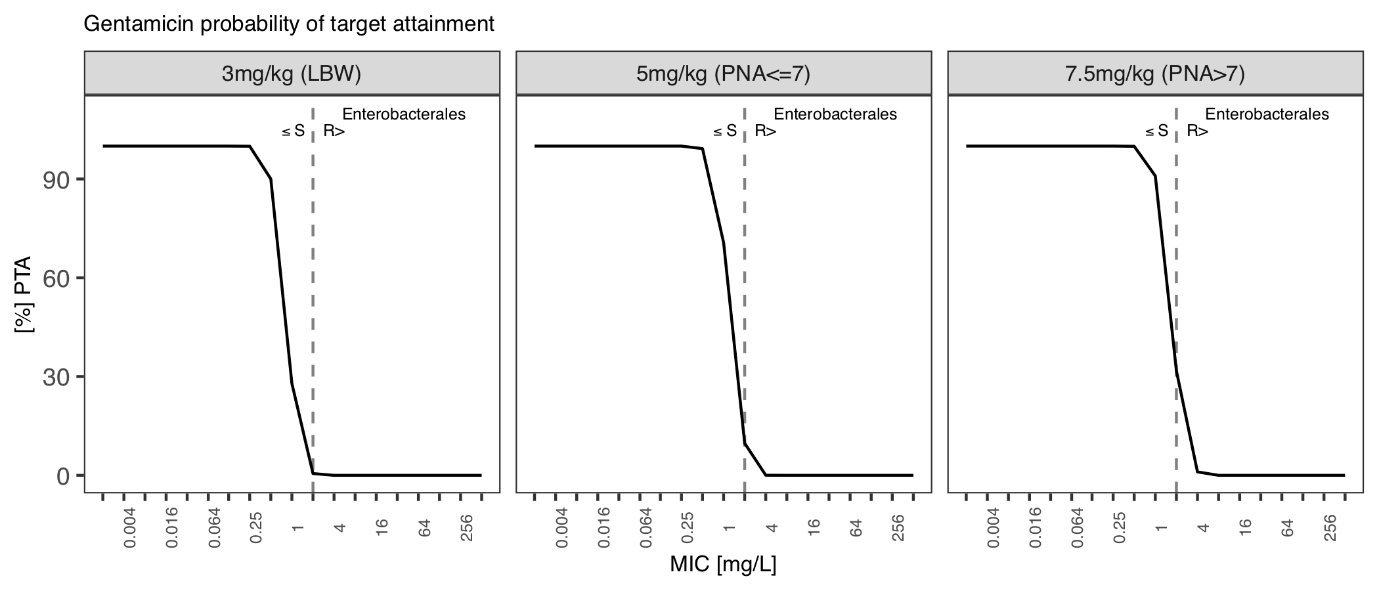 Gentamicin probability of target attainment
3mg/kg (LBW)
5mg/kg (PNA<=7)
7.5mg/kg (PNA>7)
Enterobacterales
≤ S R>
Enterobacterales
≤ S R>
Enterobacterales
≤ S R>
[%] PTA
90
60
30
0
0.004 0.016 0.064 0.25 1 4 16 64 256
0.004 0.016 0.064 0.25 1 4 16 64 256
0.004 0.016 0.064 0.25 1 4 16 64 256
MIC [mg/L]